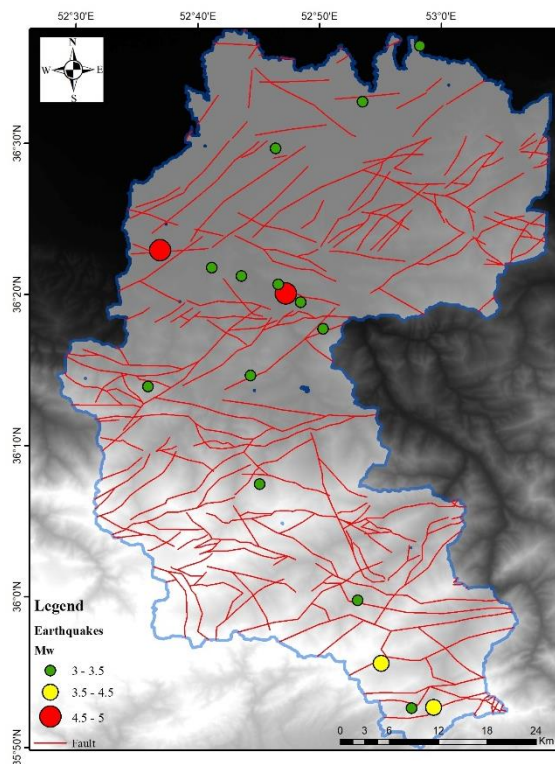 52°30'E 52°40'E 52°50'E 53°0'E
N
W E
S
36°30'N
36°20'N
36°10'N
36°0'N
35°50'N
Legend
Earthquakes
Mw
3 - 3.5
3.5 - 4.5
4.5 - 5
Fault
0 3 6 12 18 24
Km